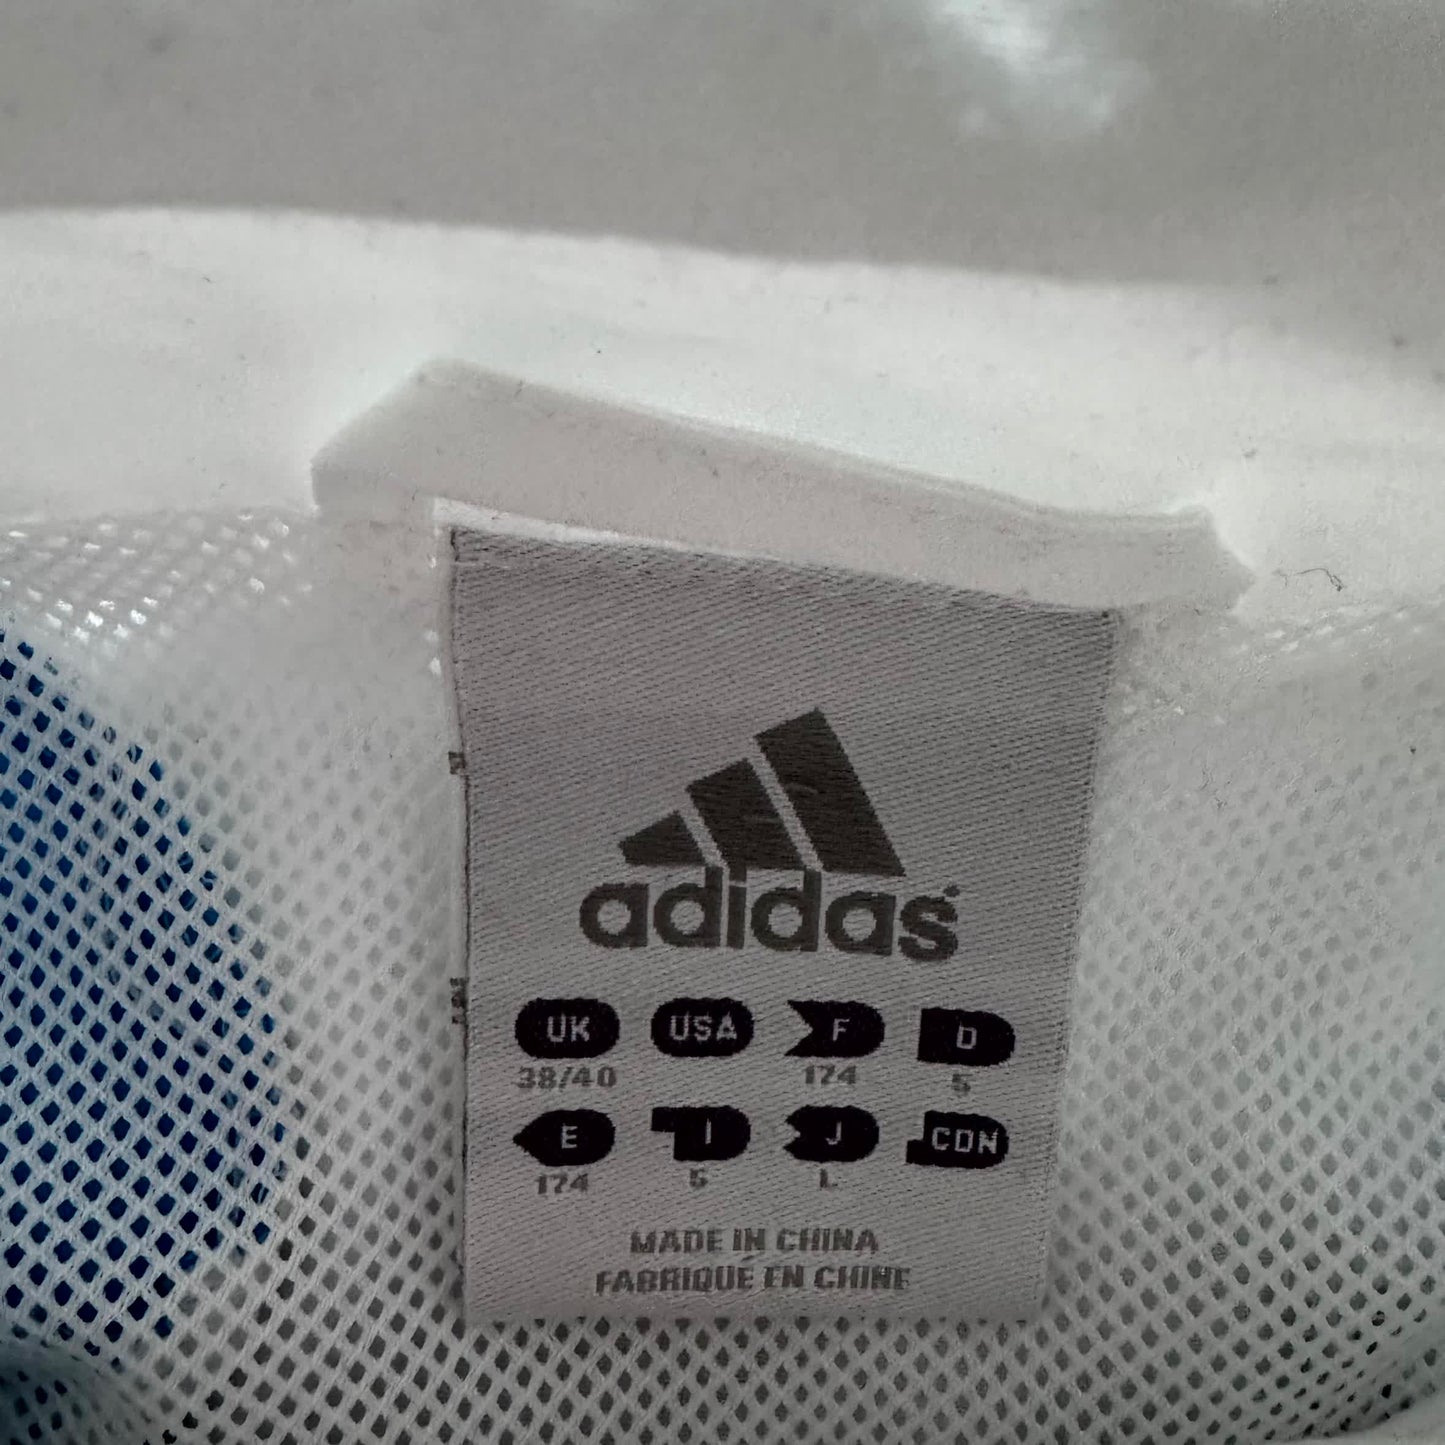 adidas®
UK USA F D
38/40 174 5
E I J CDN
174 5 L
MADE IN CHINA
FABRIQUÉ EN CHINE